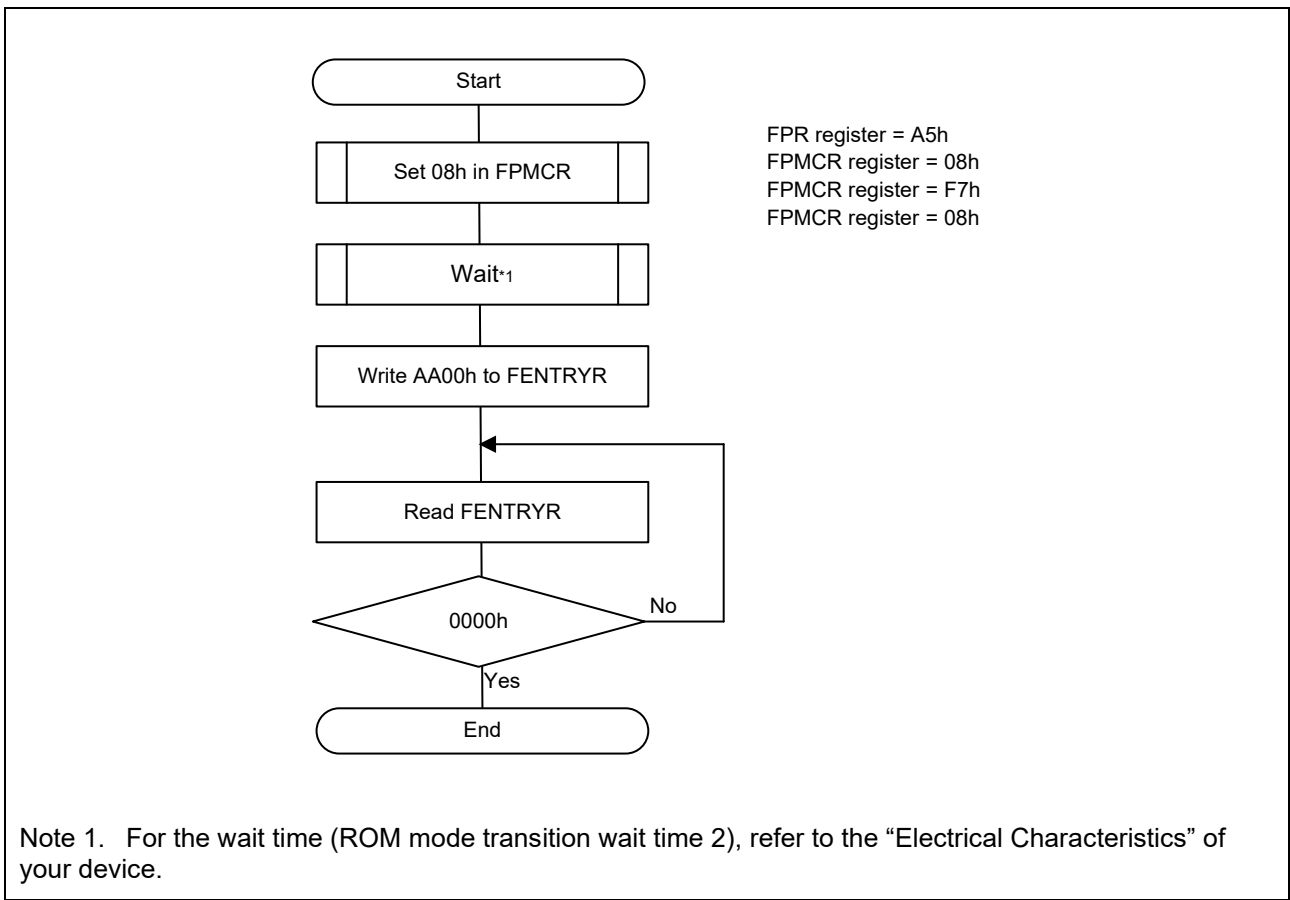 Start
FPR register = A5h
FPMCR register = 08h
FPMCR register = F7h
FPMCR register = 08h
Set 08h in FPMCR
Wait*1
Write AA00h to FENTRYR
Read FENTRYR
0000h
No
Yes
End
Note 1. For the wait time (ROM mode transition wait time 2), refer to the “Electrical Characteristics” of
your device.